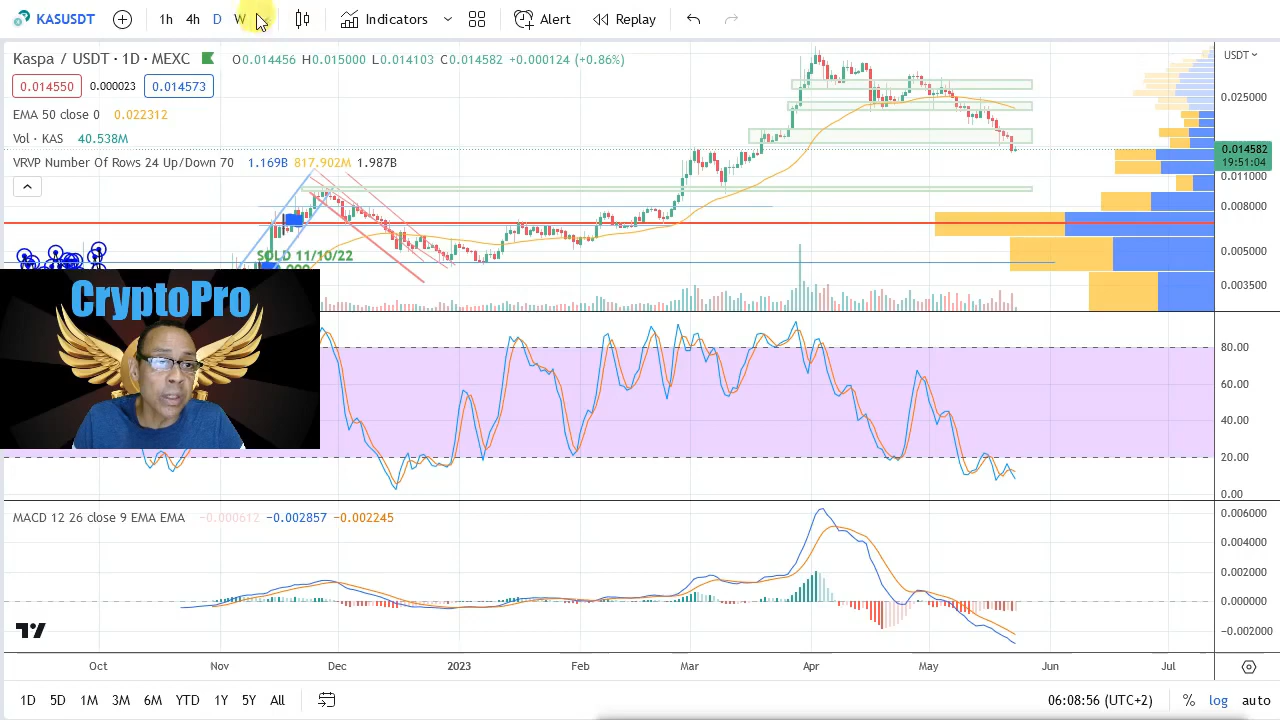 KASUSDT 1h 4h D W Indicators Alert Replay
Kaspa / USDT · 1D · MEXC O0.014456 H0.015000 L0.014103 C0.014582 +0.000124 (+0.86%)
USDT
0.014550 0.000023 0.014573
0.025000
EMA 50 close 0 0.022312
Vol · KAS 40.538M
0.014582
19:51:04
VRVP Number Of Rows 24 Up/Down 70 1.169B 817.902M 1.987B
0.011000
0.008000
0.005000
SOLD 11/10/22
0.003500
CryptoPro
80.00
60.00
40.00
20.00
0.00
MACD 12 26 close 9 EMA EMA −0.000612 −0.002857 −0.002245
0.006000
0.004000
0.002000
0.000000
−0.002000
Oct Nov Dec 2023 Feb Mar Apr May Jun Jul
1D 5D 1M 3M 6M YTD 1Y 5Y All 06:08:56 (UTC+2) % log auto